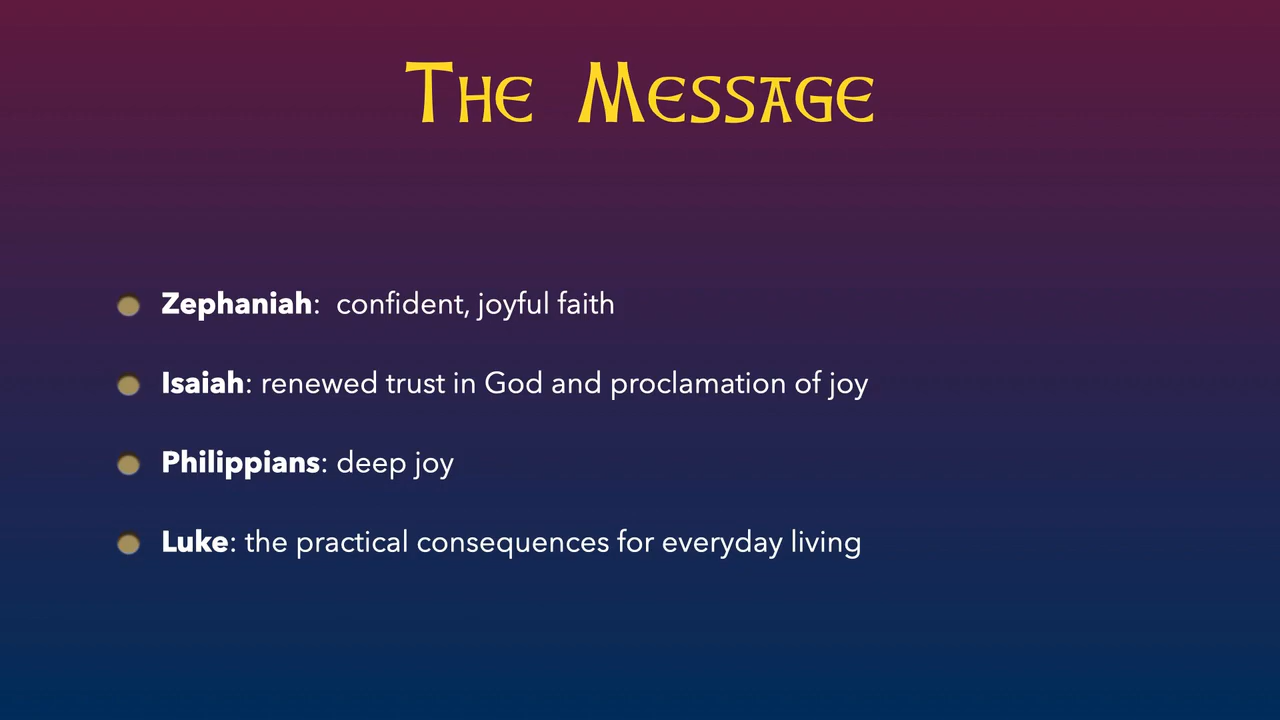 The Message
Zephaniah:  confident, joyful faith
Isaiah: renewed trust in God and proclamation of joy
Philippians: deep joy
Luke: the practical consequences for everyday living